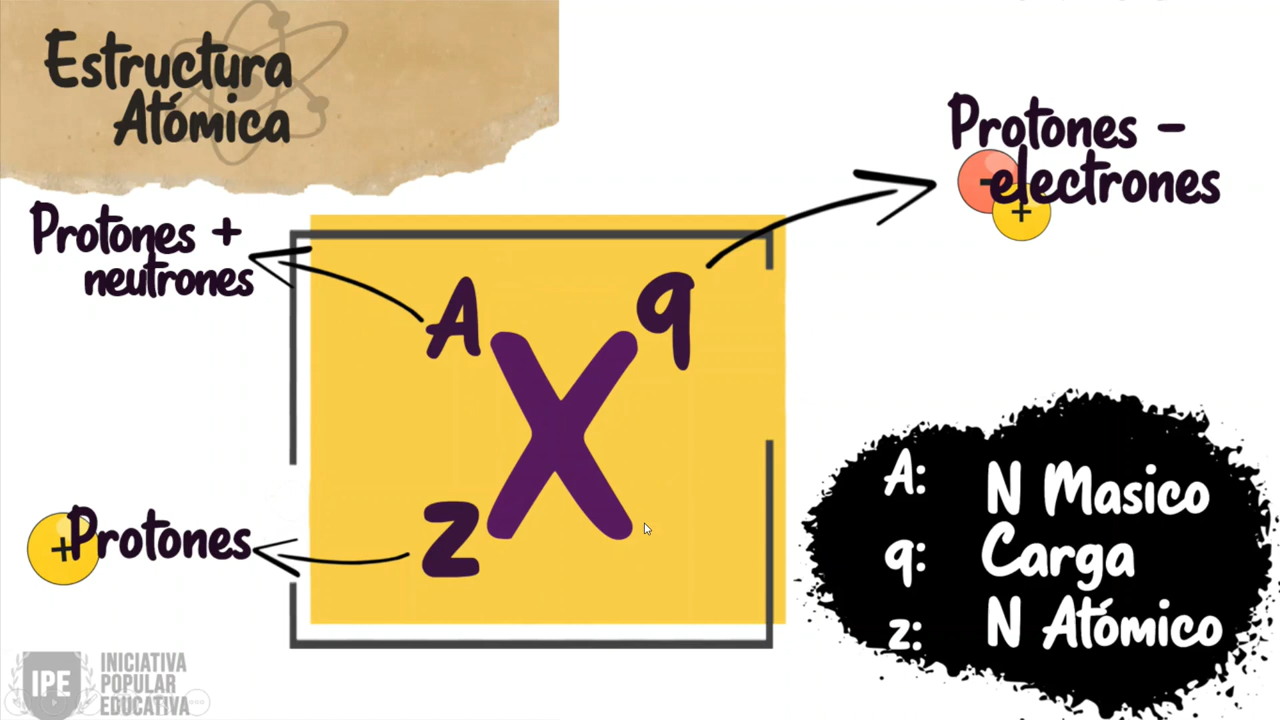 Estructura
Atómica
Protones -
electrones
Protones +
neutrones
A
q
X
z
Protones
A: N Masico
q: Carga
z: N Atómico
IPE
INICIATIVA
POPULAR
EDUCATIVA